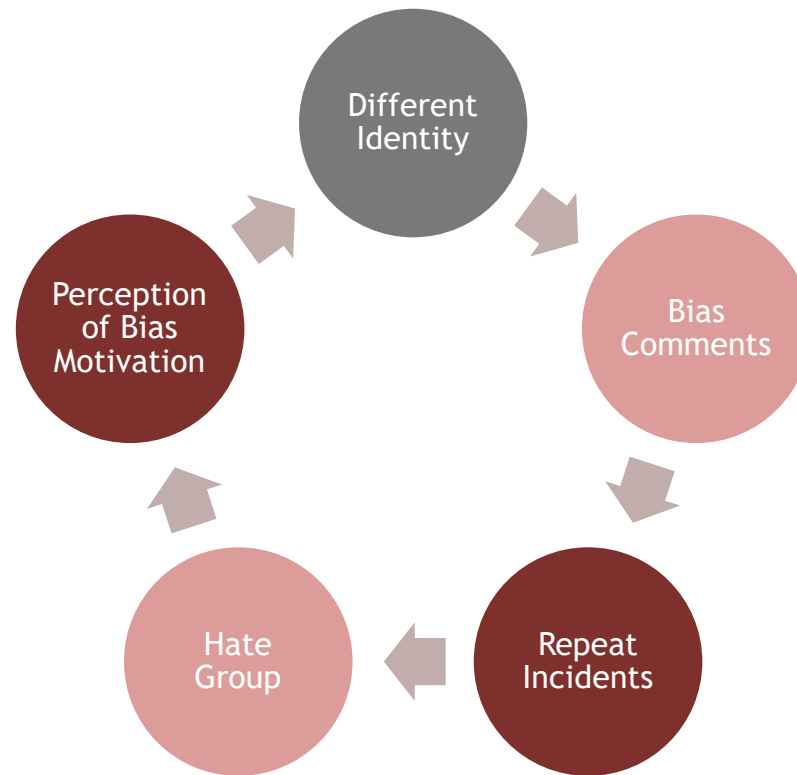 Different
Identity
Bias
Comments
Repeat
Incidents
Hate
Group
Perception
of Bias
Motivation